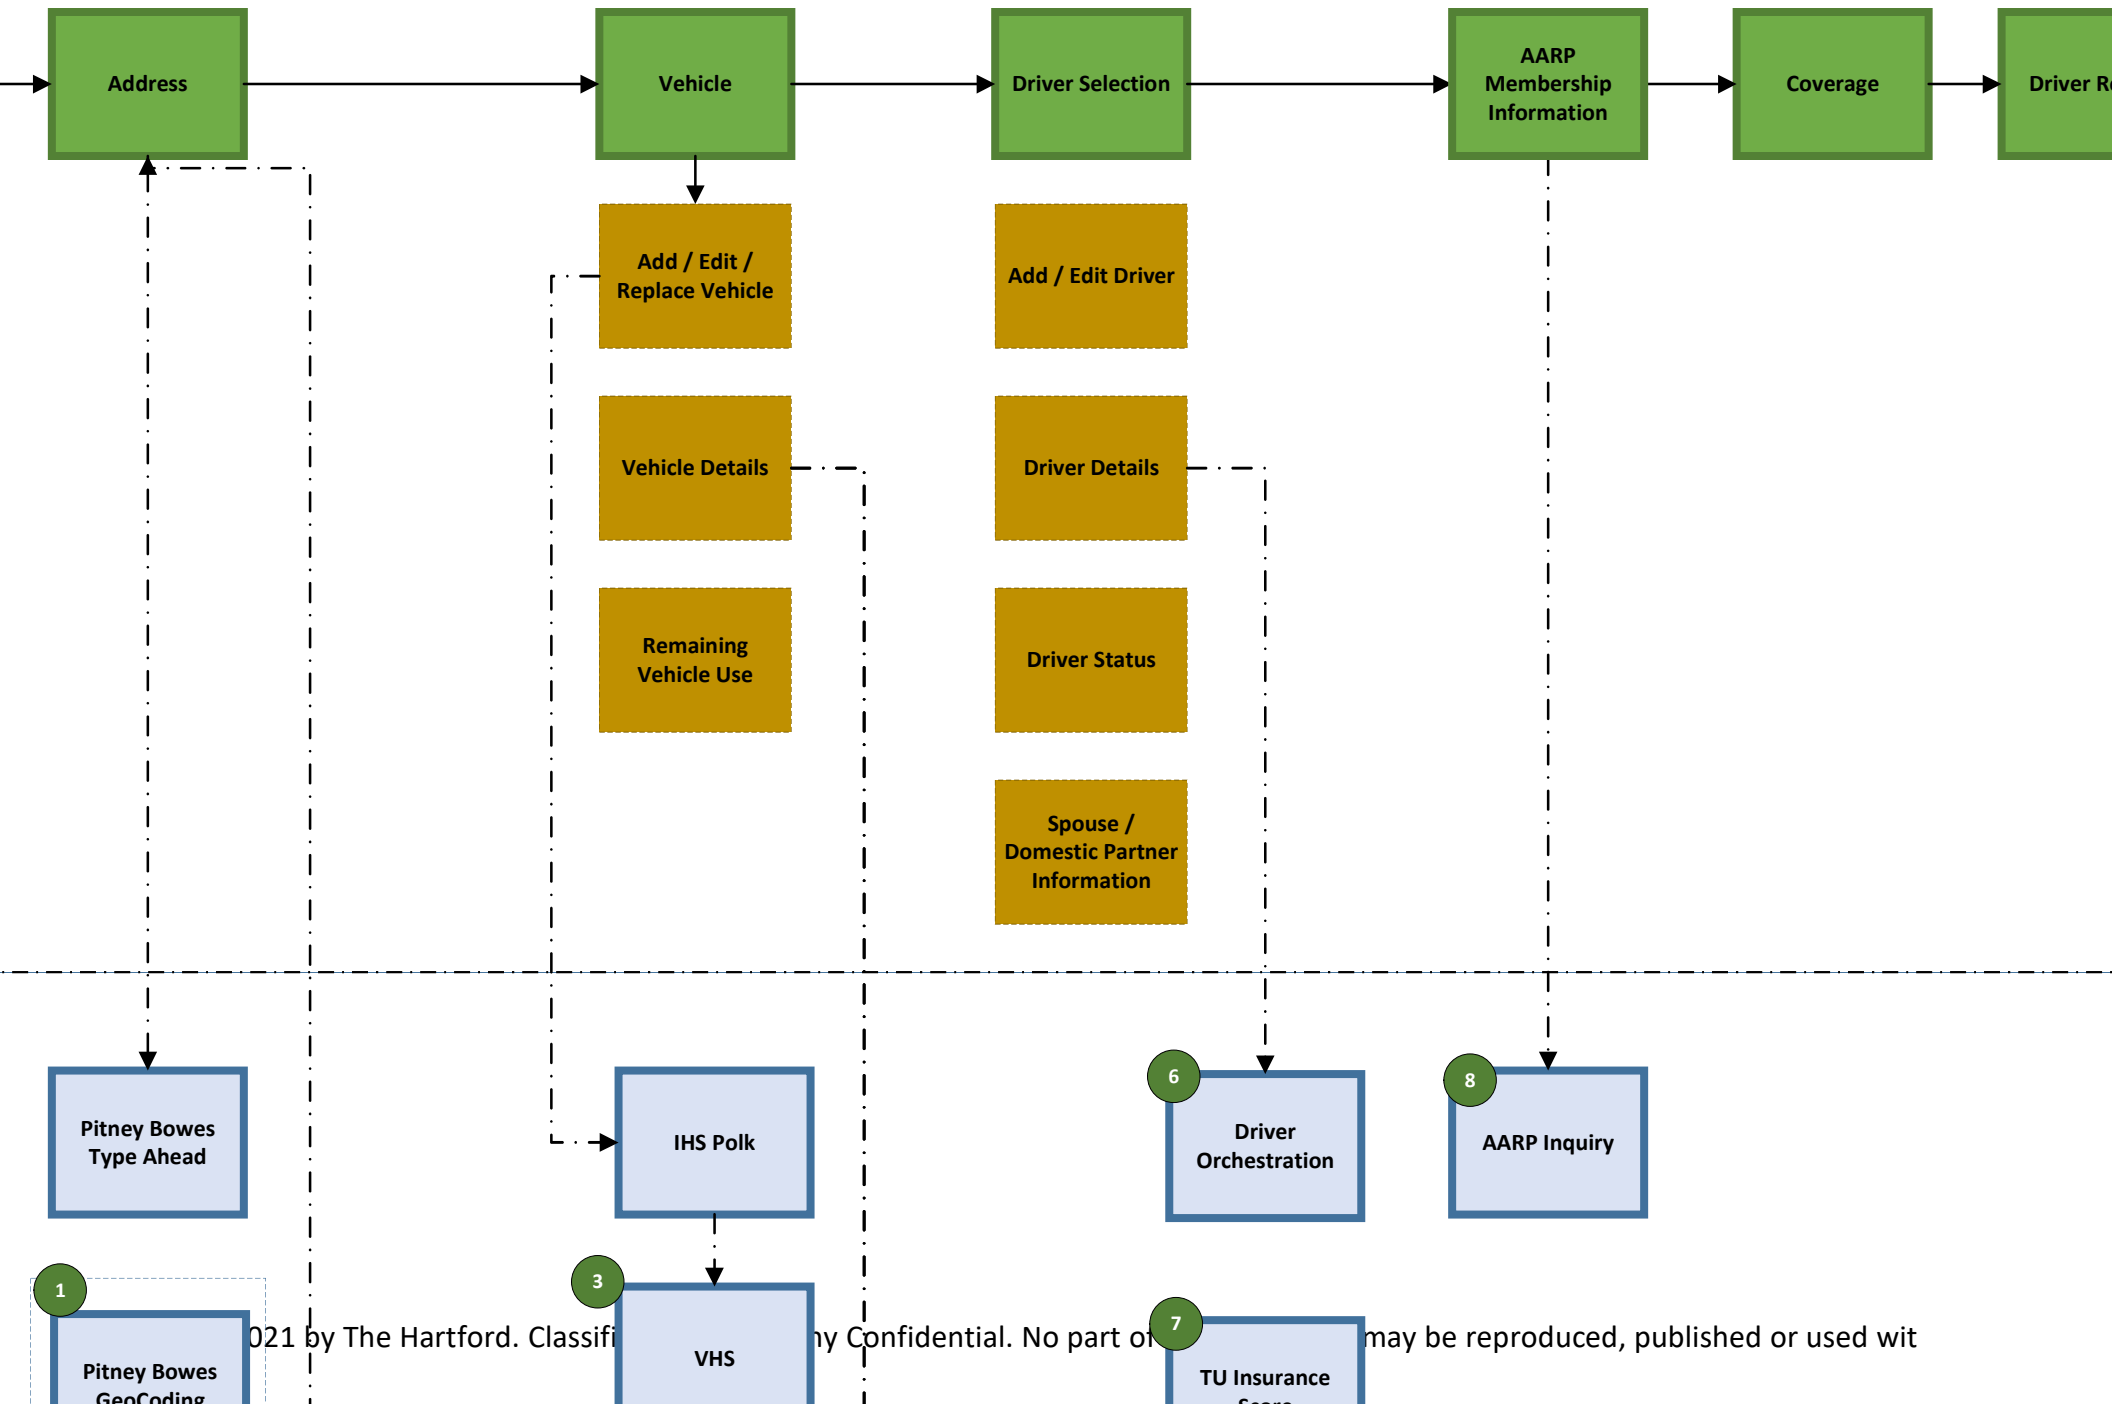 Address
Vehicle
Driver Selection
AARP
Membership
Information
Coverage
Driver
Add / Edit /
Replace Vehicle
Add / Edit Driver
Vehicle Details
Driver Details
Remaining
Vehicle Use
Driver Status
Spouse /
Domestic Partner
Information
Pitney Bowes
Type Ahead
IHS Polk
6
Driver
Orchestration
8
AARP Inquiry
1
Pitney Bowes
GeoCoding
3
VHS
7
TU Insurance
Score
021 by The Hartford. Classifi ny Confidential. No part of may be reproduced, published or used wit